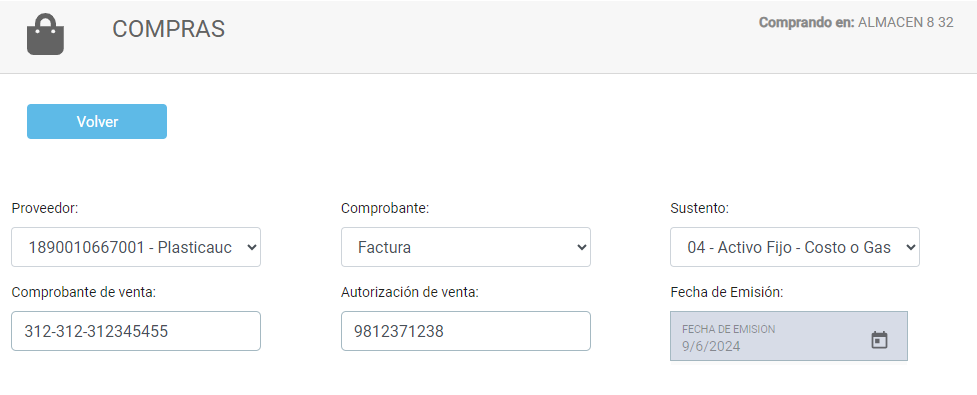 COMPRAS
Comprando en: ALMACEN 8 32
Volver
Proveedor:
Comprobante:
Sustento:
1890010667001 - Plasticauc
Factura
04 - Activo Fijo - Costo o Gas
Comprobante de venta:
Autorización de venta:
Fecha de Emisión:
312-312-312345455
9812371238
FECHA DE EMISION
9/6/2024